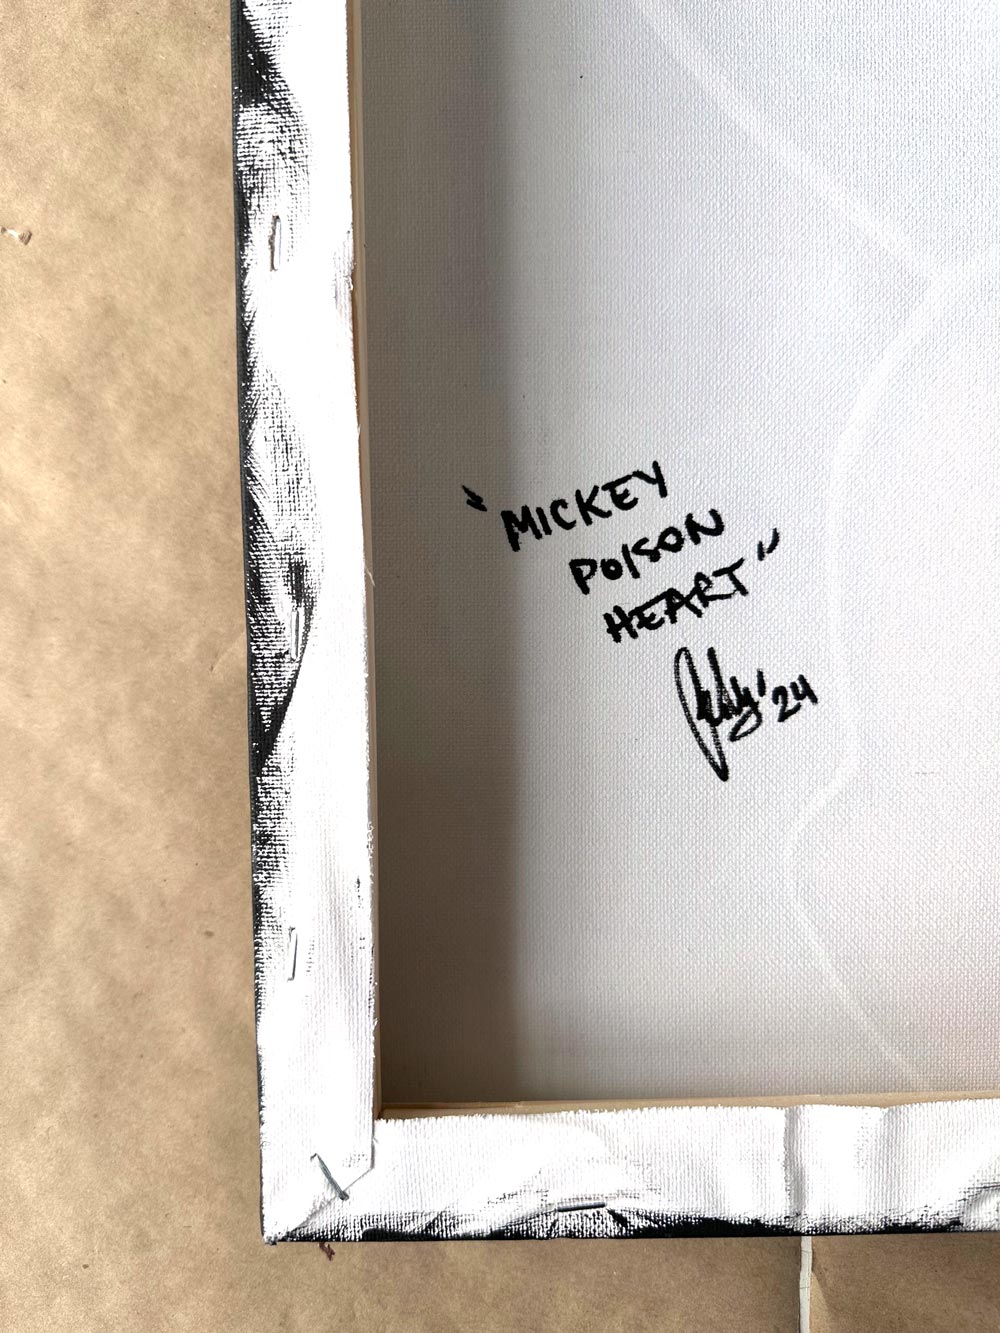 "MICKEY
POISON
HEART"
'24